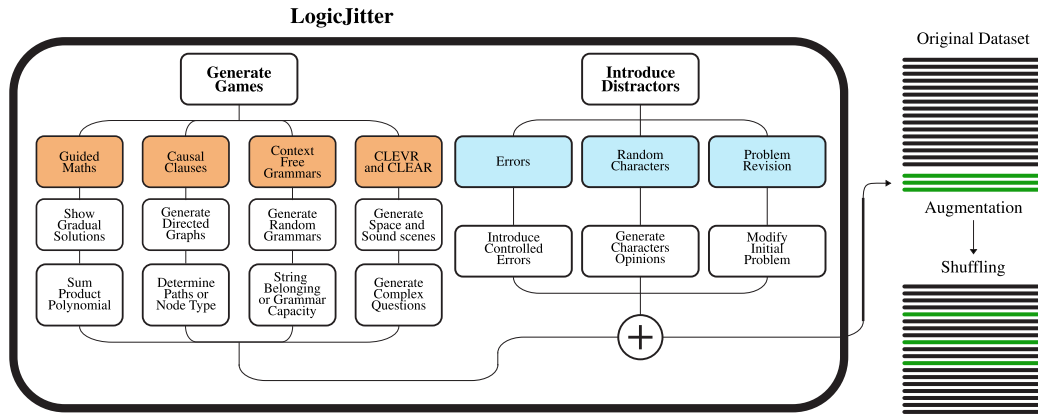 LogicJitter
Generate
Games
Introduce
Distractors
Guided
Maths
Causal
Clauses
Context
Free
Grammars
CLEVR
and CLEAR
Errors
Random
Characters
Problem
Revision
Show
Gradual
Solutions
Generate
Directed
Graphs
Generate
Random
Grammars
Generate
Space and
Sound scenes
Introduce
Controlled
Errors
Generate
Characters
Opinions
Modify
Initial
Problem
Sum
Product
Polynomial
Determine
Paths or
Node Type
String
Belonging
or Grammar
Capacity
Generate
Complex
Questions
+
Original Dataset
Augmentation
Shuffling